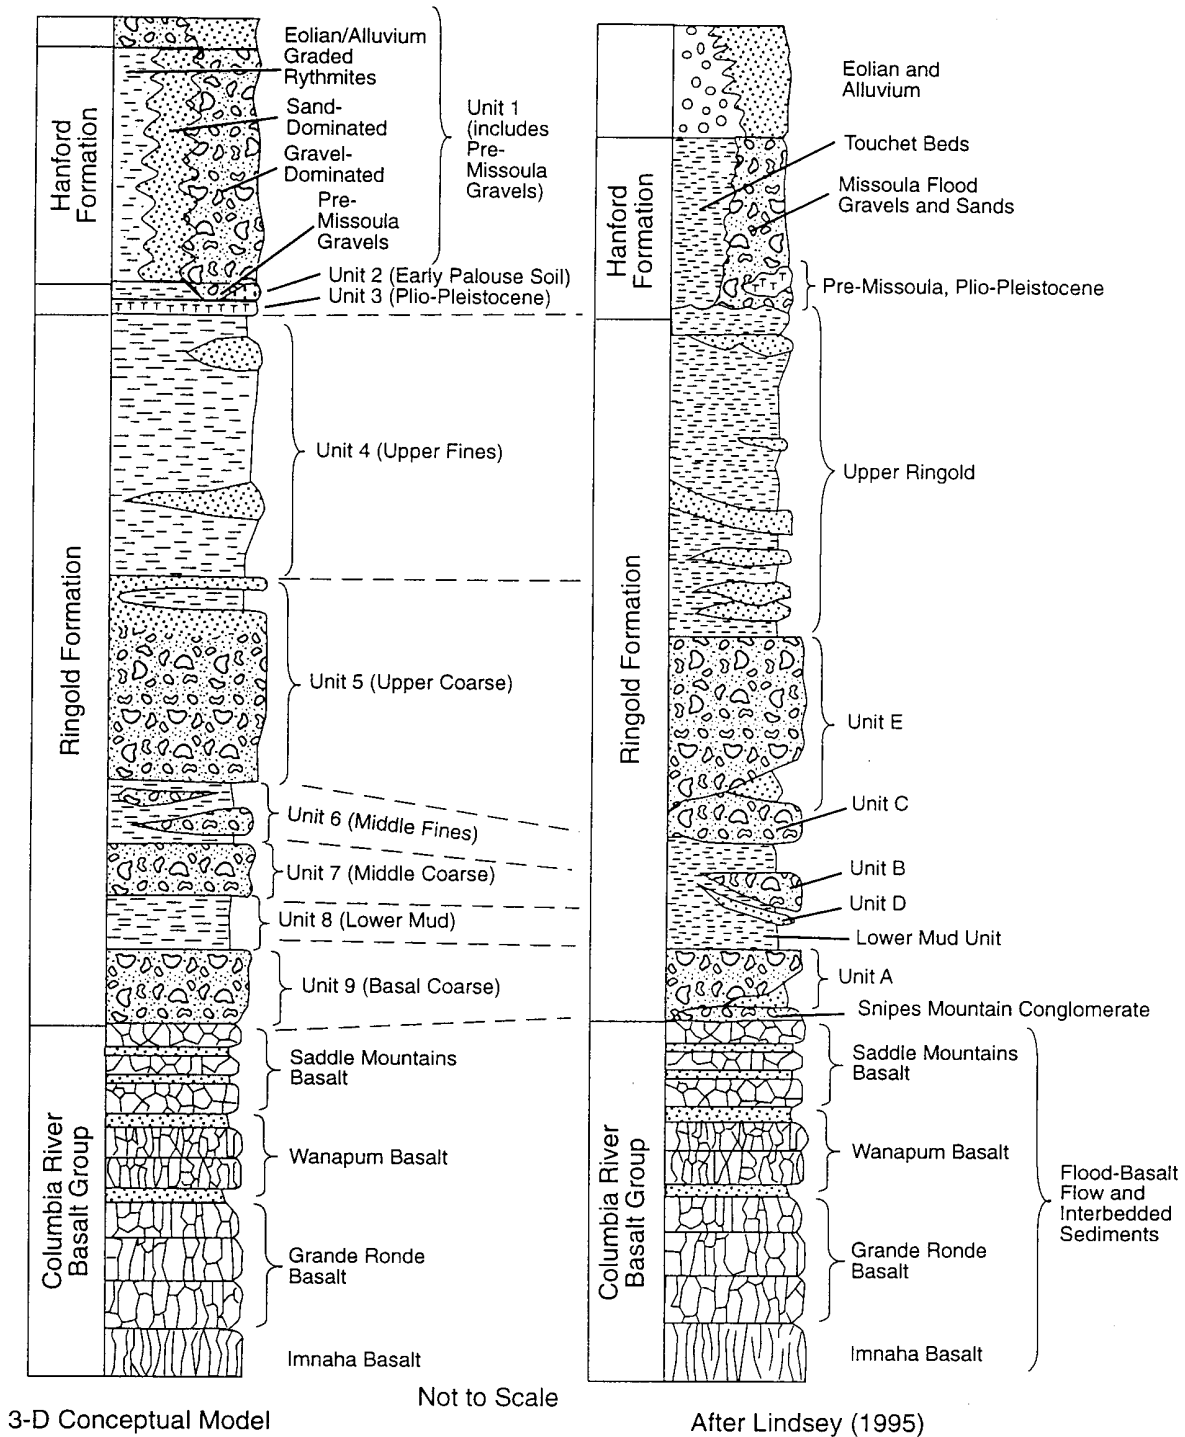 Hanford
Formation
Ringold Formation
Columbia River
Basalt Group
Eolian/Alluvium
Graded
Rythmites
Sand-
Dominated
Gravel-
Dominated
Pre-
Missoula
Gravels
Unit 1
(includes
Pre-
Missoula
Gravels)
Unit 2 (Early Palouse Soil)
Unit 3 (Plio-Pleistocene)
Unit 4 (Upper Fines)
Unit 5 (Upper Coarse)
Unit 6 (Middle Fines)
Unit 7 (Middle Coarse)
Unit 8 (Lower Mud)
Unit 9 (Basal Coarse)
Saddle Mountains
Basalt
Wanapum Basalt
Grande Ronde
Basalt
Imnaha Basalt
3-D Conceptual Model
Not to Scale
Hanford
Formation
Ringold Formation
Columbia River
Basalt Group
Eolian and
Alluvium
Touchet Beds
Missoula Flood
Gravels and Sands
Pre-Missoula, Plio-Pleistocene
Upper Ringold
Unit E
Unit C
Unit B
Unit D
Lower Mud Unit
Unit A
Snipes Mountain Conglomerate
Saddle Mountains
Basalt
Wanapum Basalt
Grande Ronde
Basalt
Imnaha Basalt
Flood-Basalt
Flow and
Interbedded
Sediments
After Lindsey (1995)